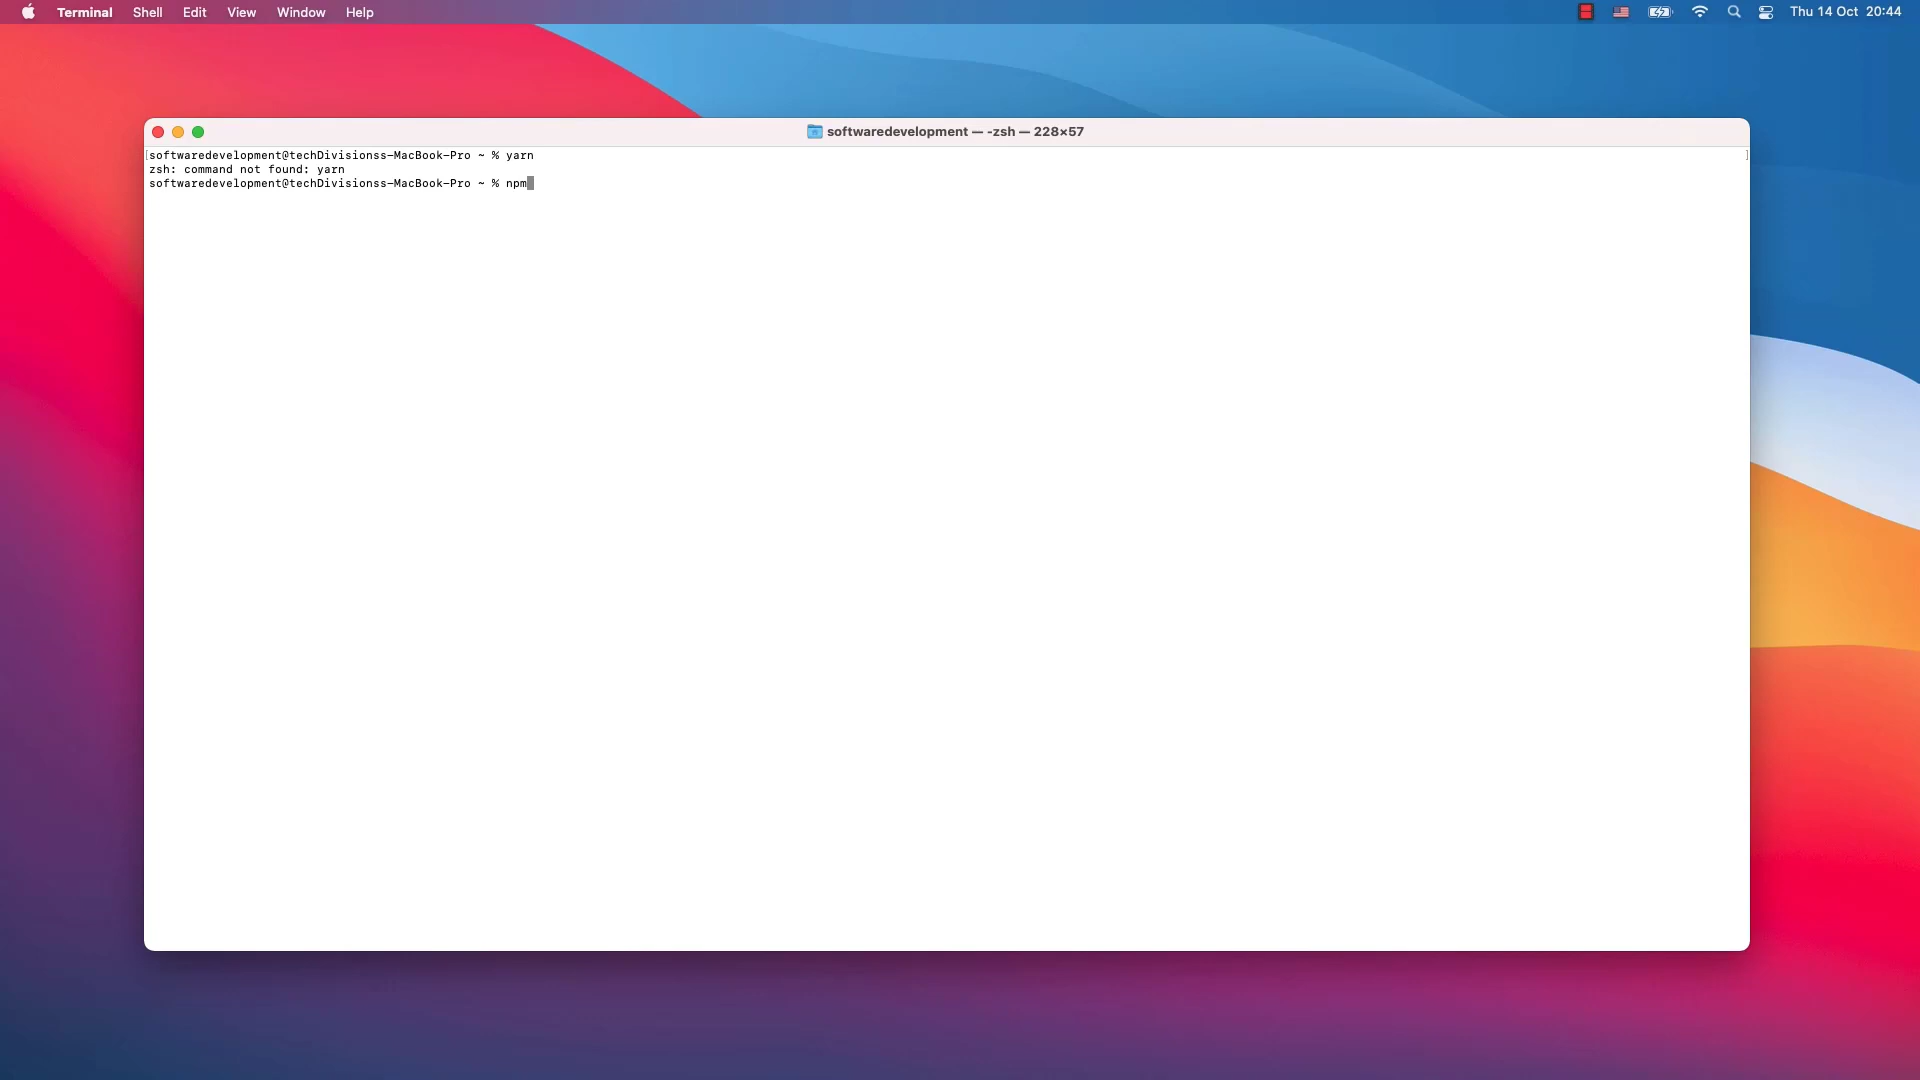 Terminal Shell Edit View Window Help Thu 14 Oct 20:44
softwaredevelopment — -zsh — 228×57
[softwaredevelopment@techDivisionss-MacBook-Pro ~ % yarn ]
zsh: command not found: yarn
softwaredevelopment@techDivisionss-MacBook-Pro ~ % npm